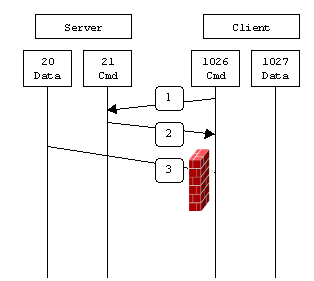 Server
Client
20
Data
21
Cmd
1026
Cmd
1027
Data
1
2
3